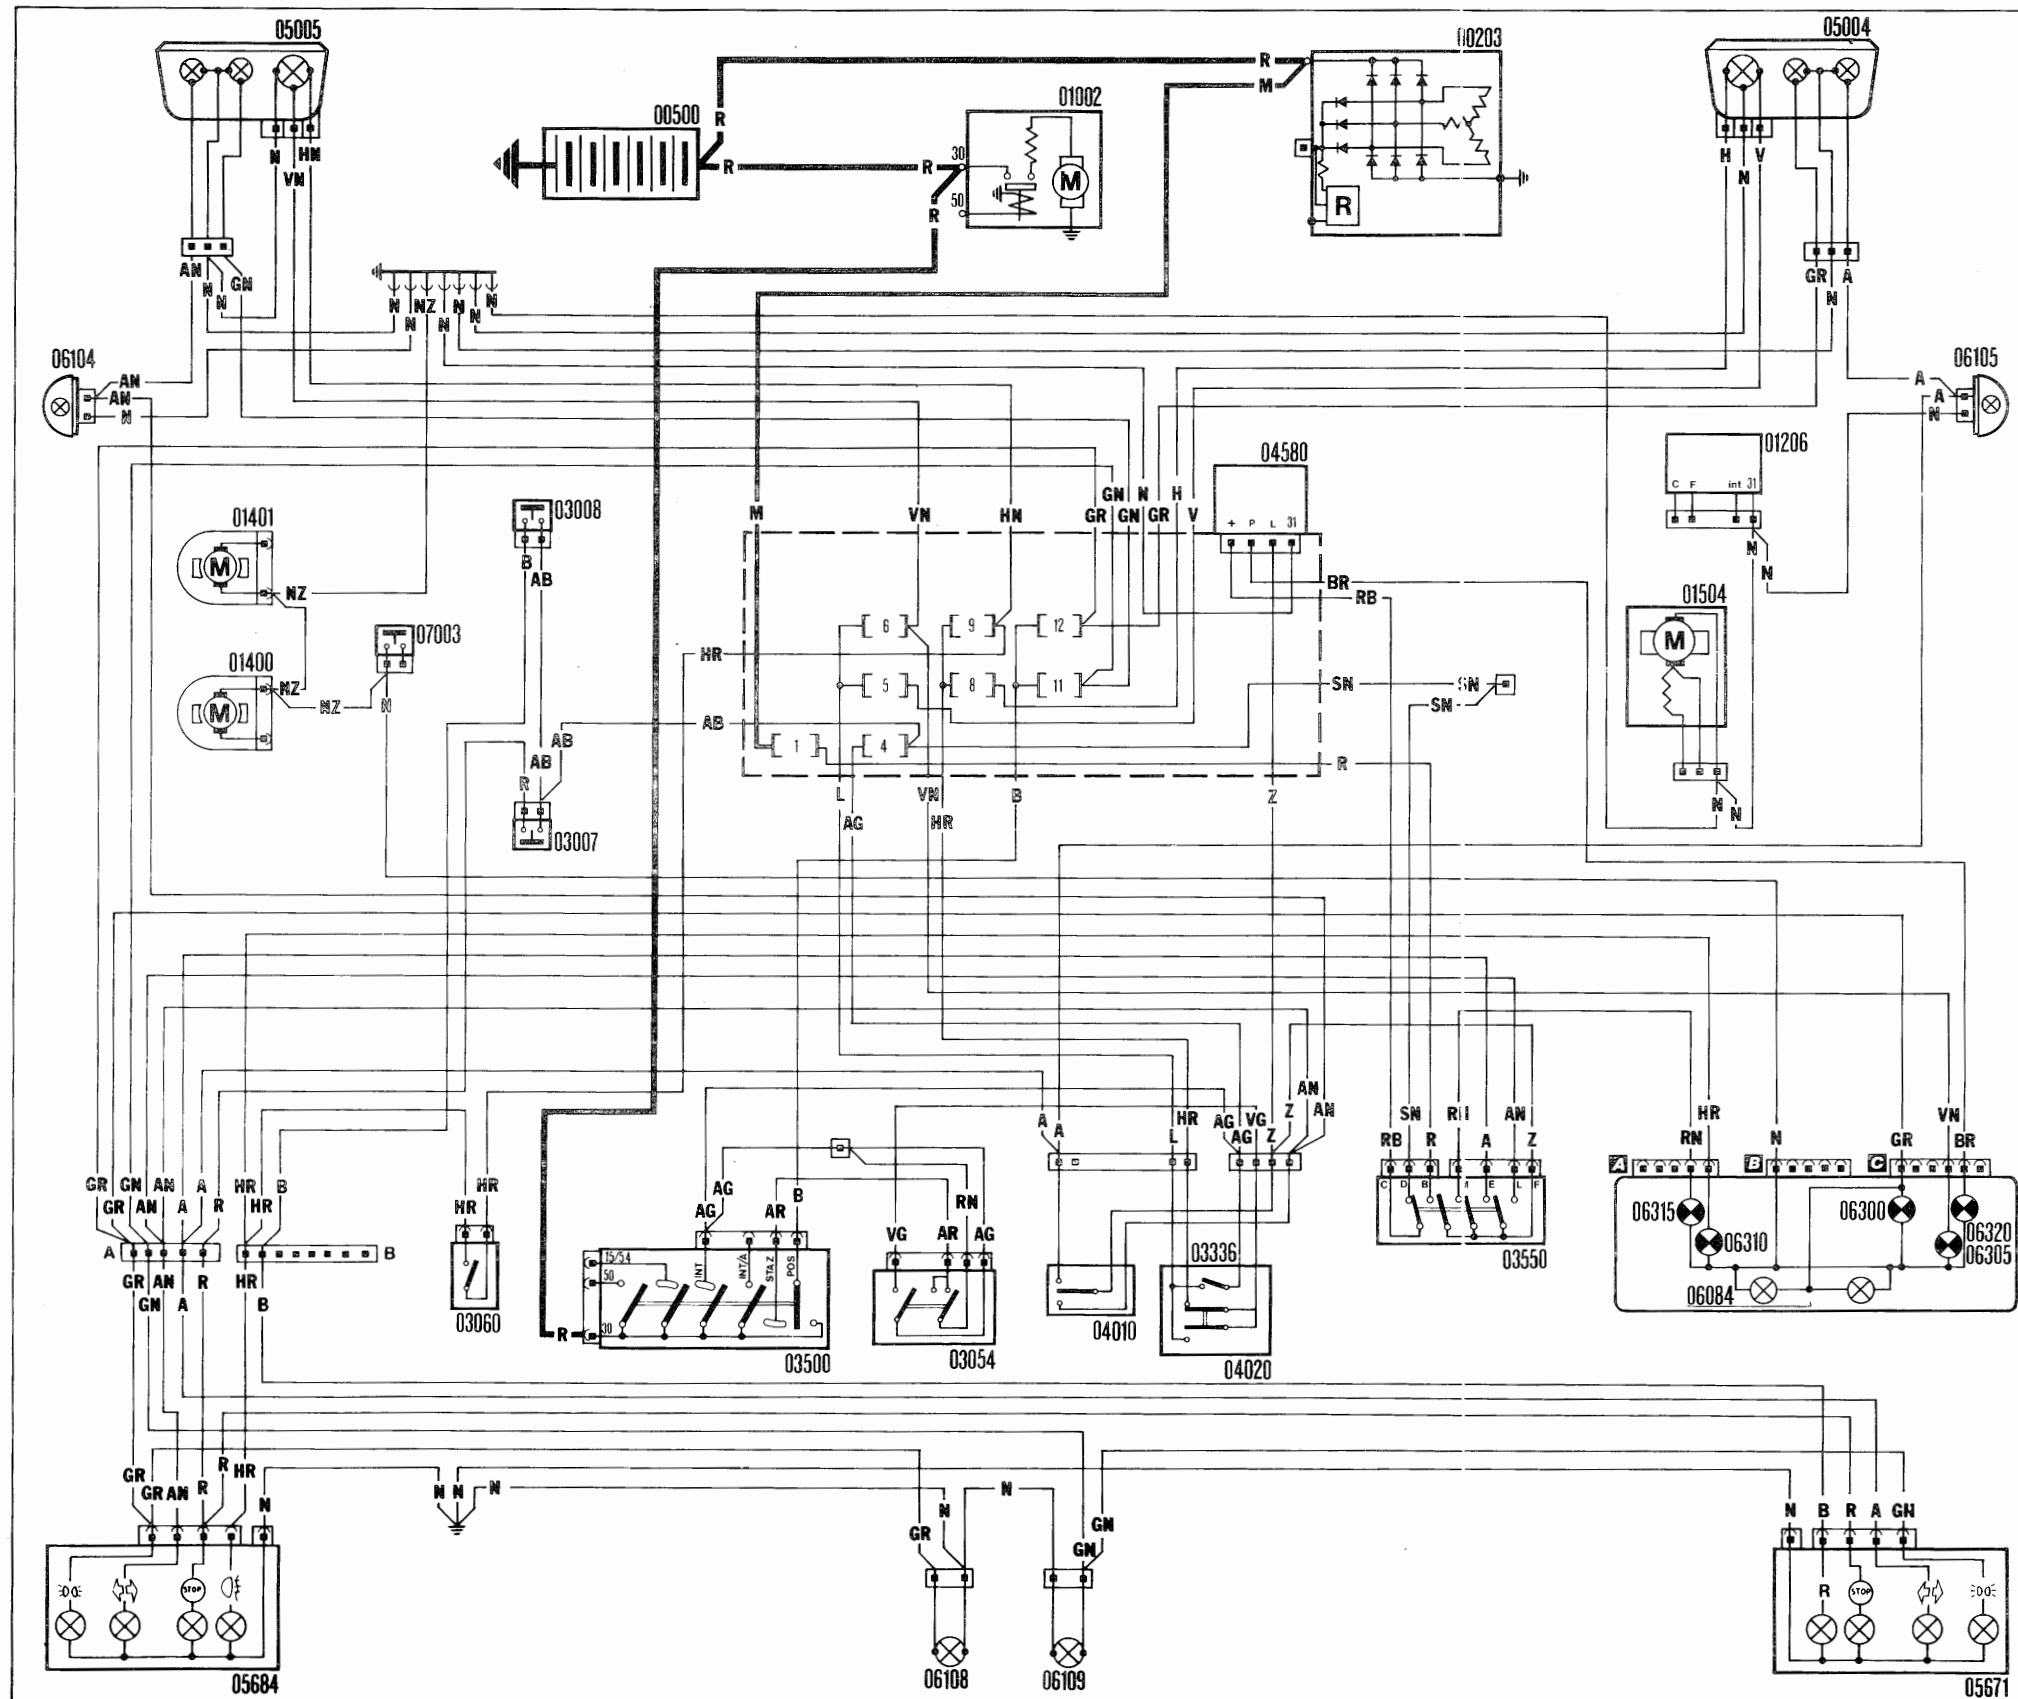 05005
05004
00203
R
M
01002
00500
R
30
N
HN
VN
R
R
M
H
V
N
50
R
R
AN
GN
N
N
GR
A
N
N
NZ
N
N
N
N
N
06104
06105
AN
AN
N
A
A
N
01206
04580
C F int 31
GN N H
M
VN
HN
GR GN GR V
03008
01401
+ P L 31
M
B
AB
N
N
NZ
BR
RB
01504
07003
6
9
12
M
01400
HR
NZ
M
NZ
N
5
8
11
SN
SN
SN
AB
AB
1
4
R
AB
R
L
VN
B
Z
AG
HR
N
N
03007
AN
AN
Z
A
A
AG
VG
HR
L
AG
Z
SN
RN
AN
HR
VN
RB
R
A
Z
RN
N
GR
BR
A
B
C
GR
GN
AN
A
HR
B
GR
AN
A
R
HR
HR
HR
AG
AG
AR
B
VG
AR
RN
AG
C D B E L F
A
B
15/54
INT
INT/A
STAZ
POS
50
30
R
06315
06310
06300
06320
06305
06084
03336
03550
GR
AN
R
HR
GN
A
B
03060
03500
03054
04010
04020
GR
GR
AN
R
R
HR
N
N
N
N
N
N
GR
GN
GN
N
B
R
A
GN
STOP
R
STOP
05684
06108
06109
05671